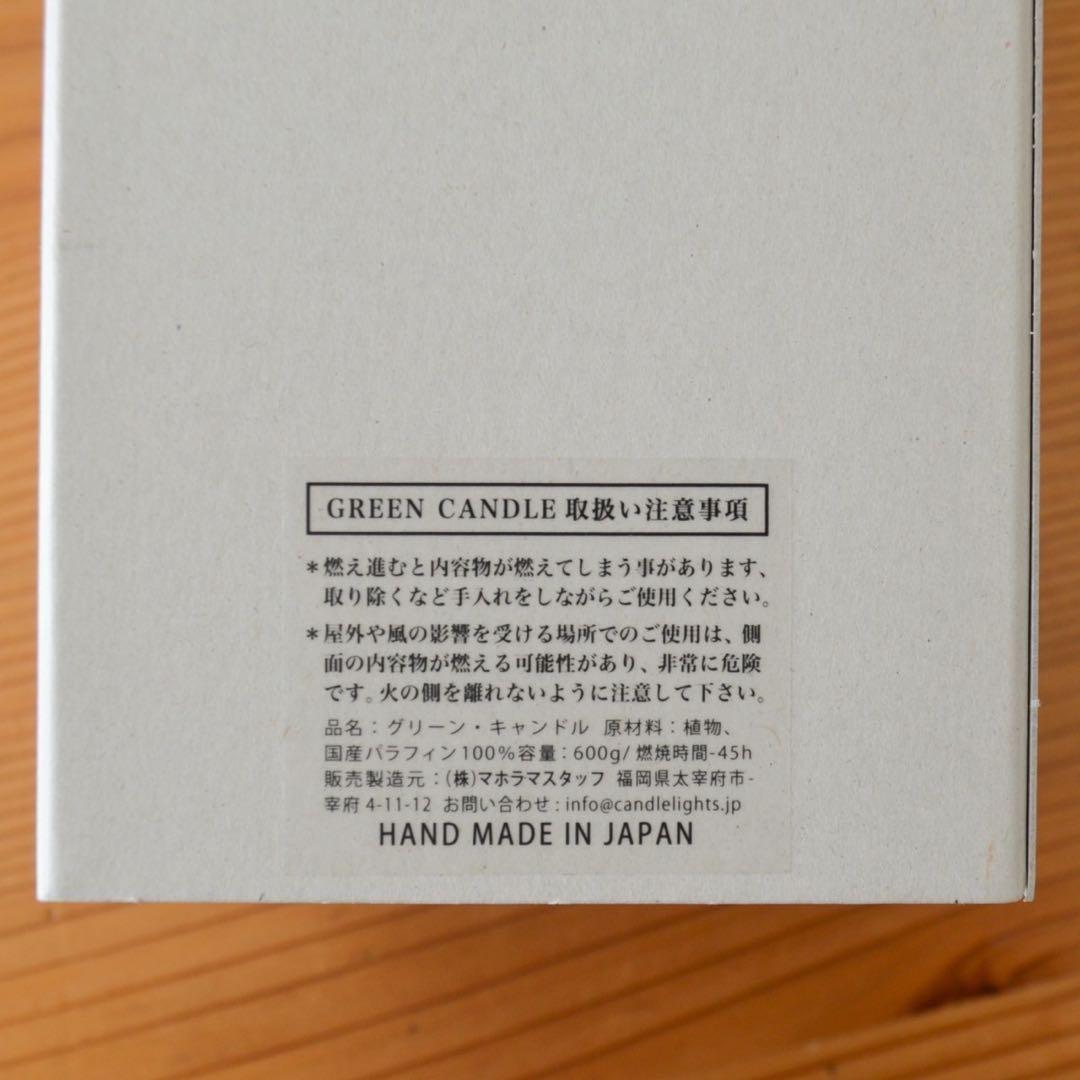 GREEN CANDLE 取扱い注意事項
*燃え進むと内容物が燃えてしまう事があります、
取り除くなど手入れをしながらご使用ください。
*屋外や風の影響を受ける場所でのご使用は、側
面の内容物が燃える可能性があり、非常に危険
です。火の側を離れないように注意して下さい。
品名：グリーン・キャンドル 原材料：植物、
国産パラフィン100%容量：600g/燃焼時間-45h
販売製造元：(株)マホラマスタッフ 福岡県太宰府市-
宰府4-11-12 お問い合わせ：info@candlelights.jp
HAND MADE IN JAPAN